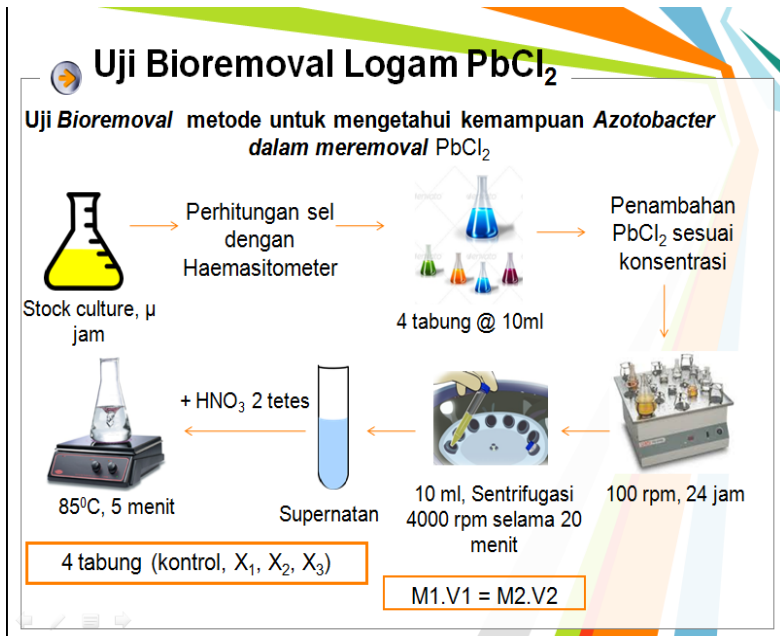 Uji Bioremoval Logam PbCl₂
Uji Bioremoval metode untuk mengetahui kemampuan Azotobacter
dalam meremoval PbCl₂
Stock culture, µ
jam
Perhitungan sel
dengan
Haemasitometer
4 tabung @ 10ml
Penambahan
PbCl₂ sesuai
konsentrasi
100 rpm, 24 jam
10 ml, Sentrifugasi
4000 rpm selama 20
menit
Supernatan
+ HNO₃ 2 tetes
85⁰C, 5 menit
4 tabung (kontrol, X₁, X₂, X₃)
M1.V1 = M2.V2